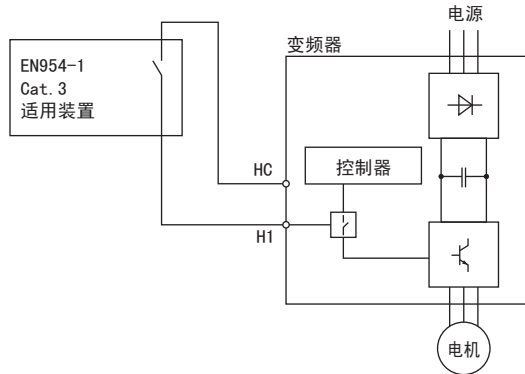 电源
变频器
EN954-1
Cat.3
适用装置
控制器
HC
H1
电机